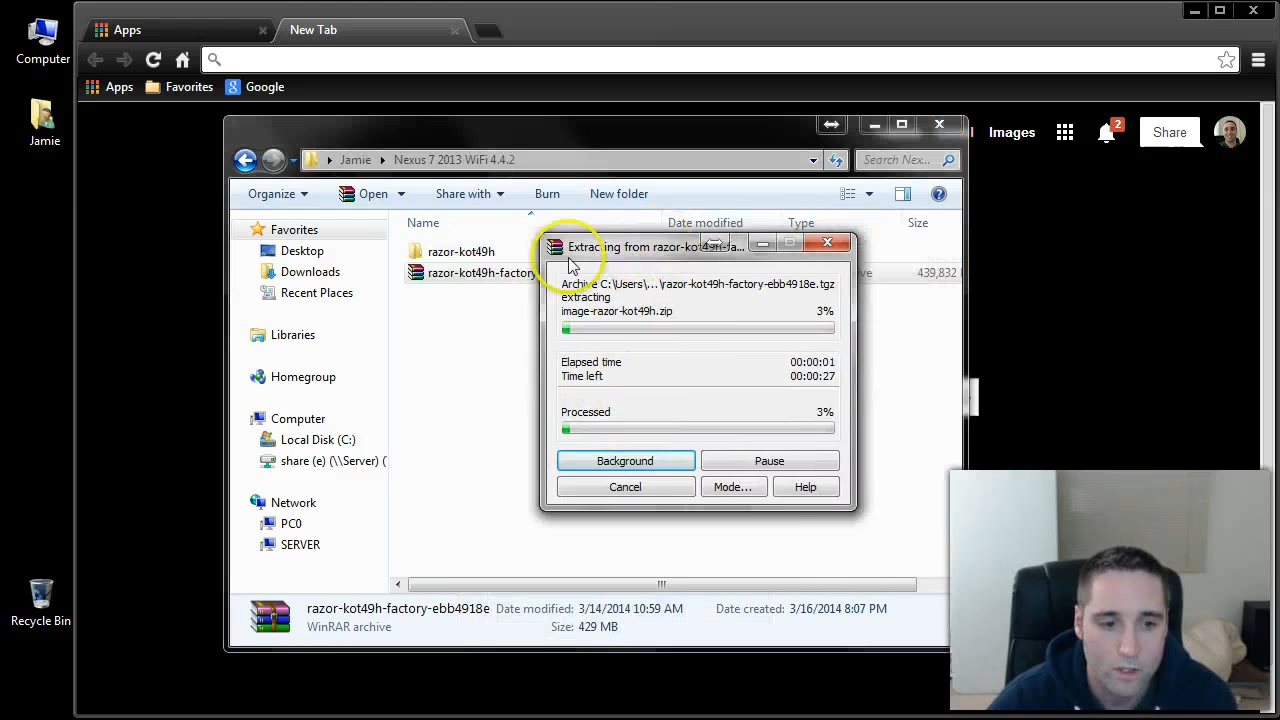 Computer
Apps
New Tab
Apps
Favorites
Google
Jamie
Images
2
Share
Jamie
Nexus 7 2013 WiFi 4.4.2
Search Nex...
Organize
Open
Share with
Burn
New folder
Name
Date modified
Type
Size
Favorites
Desktop
Downloads
Recent Places
Libraries
Homegroup
Computer
Local Disk (C:)
share (e) (\\Server) (
Network
PC0
SERVER
razor-kot49h
razor-kot49h-factory
439,832 K
Extracting from razor-kot49h-fa...
Archive C:\Users\...\razor-kot49h-factory-ebb4918e.tgz
extracting
image-razor-kot49h.zip 3%
Elapsed time 00:00:01
Time left 00:00:27
Processed 3%
Background
Pause
Cancel
Mode...
Help
razor-kot49h-factory-ebb4918e
Date modified: 3/14/2014 10:59 AM
Date created: 3/16/2014 8:07 PM
WinRAR archive
Size: 429 MB
Recycle Bin